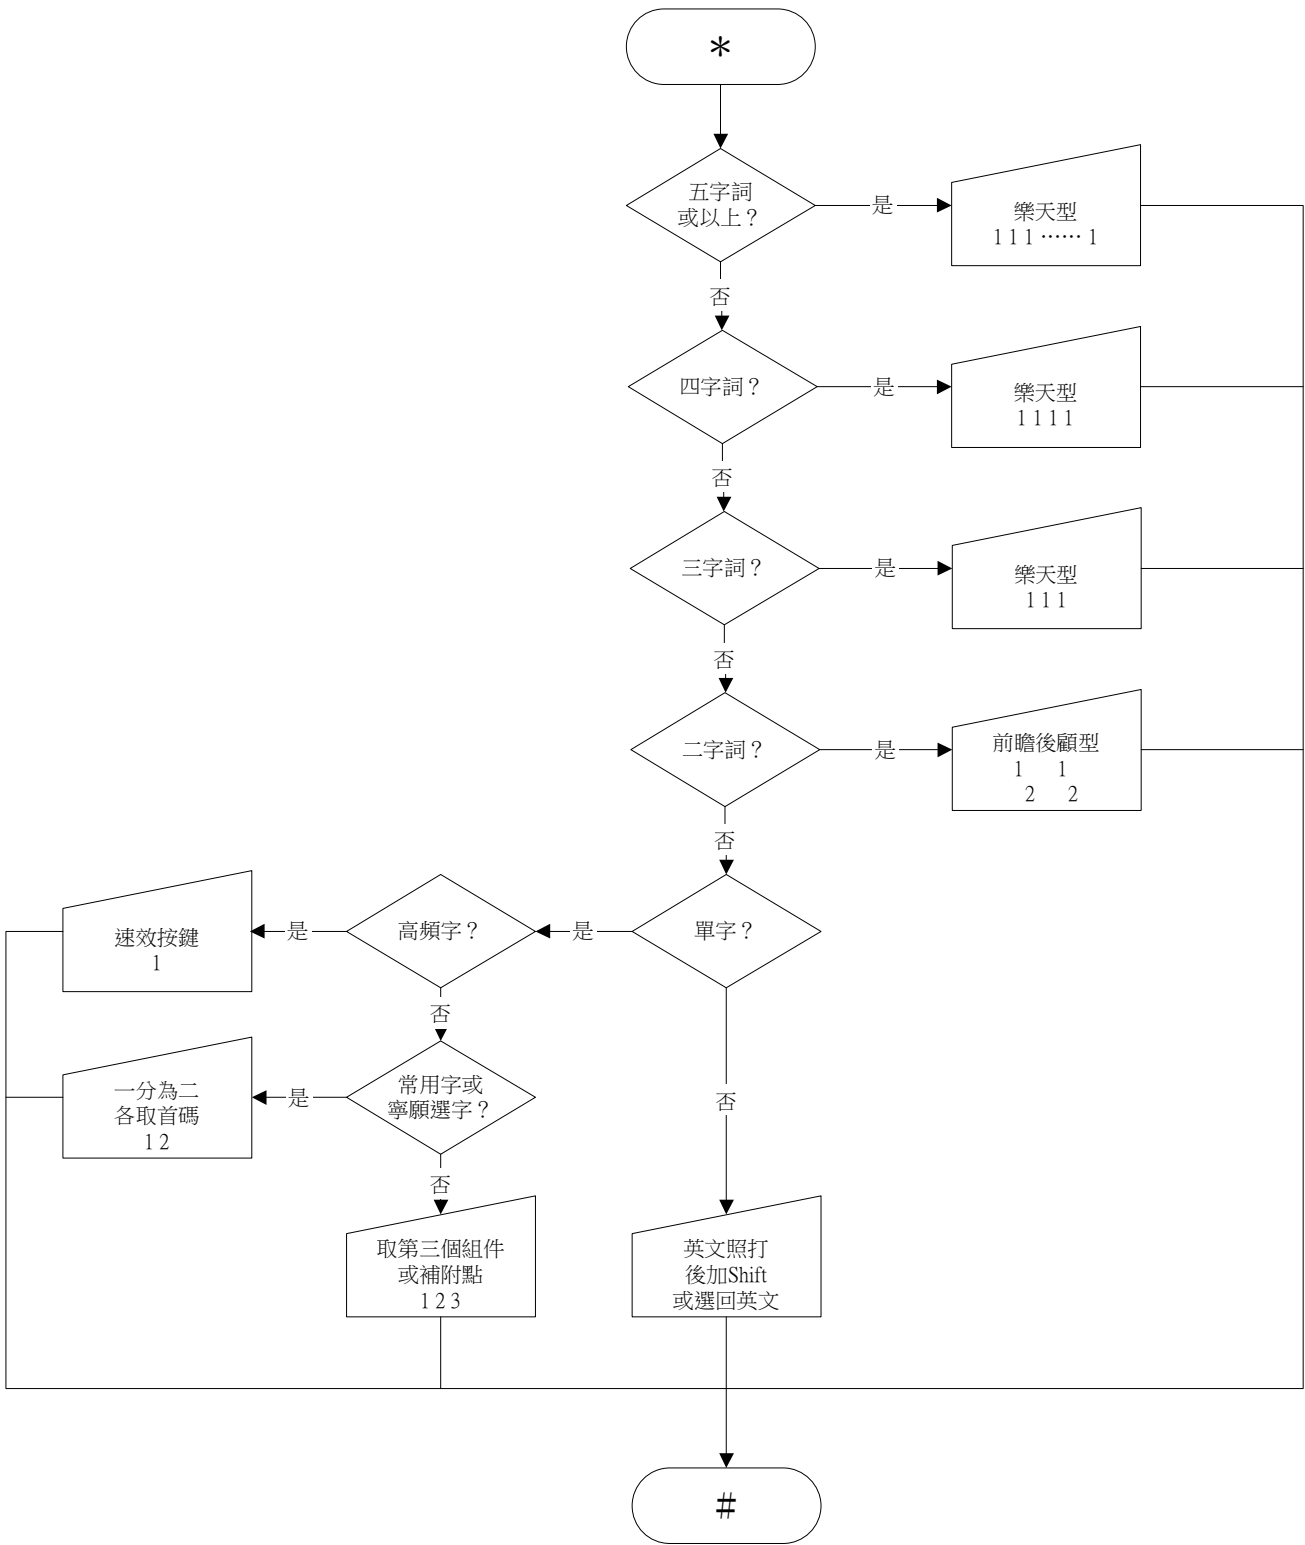 *
五字詞
或以上？
是
樂天型
1 1 1 …… 1
否
四字詞？
是
樂天型
1 1 1 1
否
三字詞？
是
樂天型
1 1 1
否
二字詞？
是
前瞻後顧型
1 1
2 2
否
單字？
是
高頻字？
是
速效按鍵
1
否
常用字或
寧願選字？
是
一分為二
各取首碼
1 2
否
取第三個組件
或補附點
1 2 3
否
英文照打
後加Shift
或選回英文
#